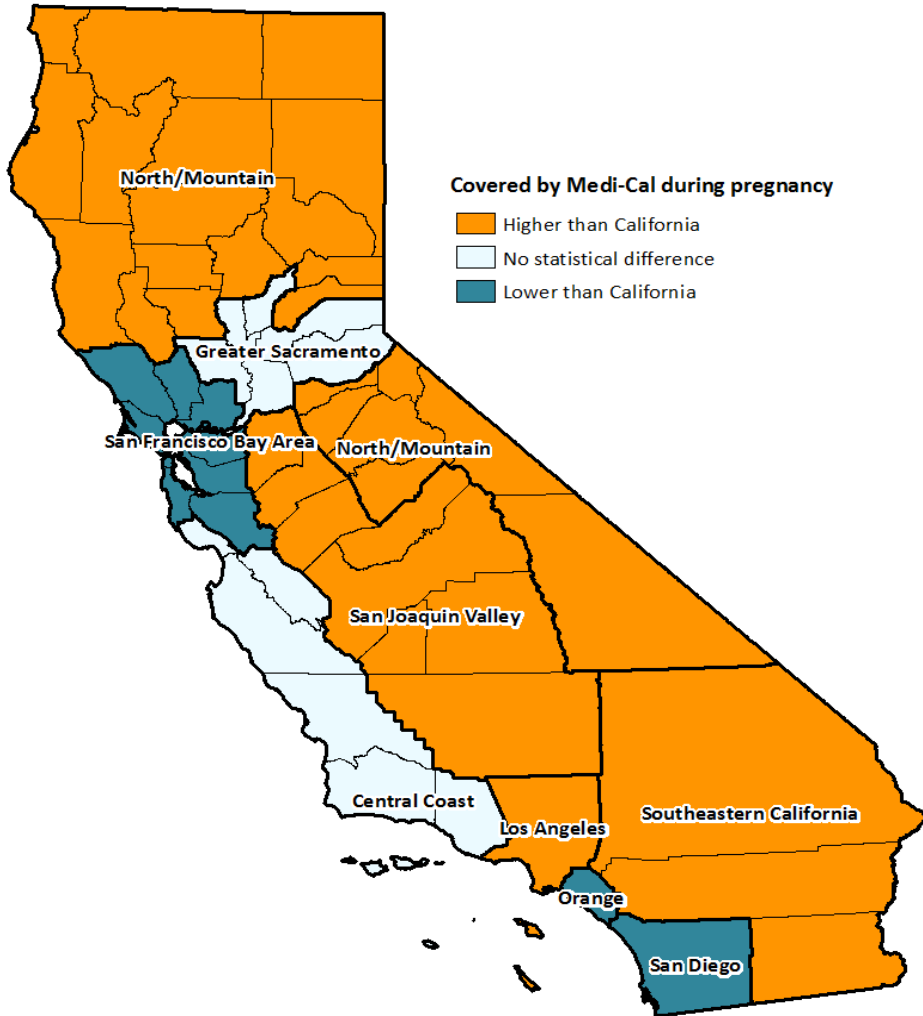 North/Mountain
Covered by Medi-Cal during pregnancy
Higher than California
No statistical difference
Lower than California
Greater Sacramento
San Francisco Bay Area
North/Mountain
San Joaquin Valley
Central Coast
Los Angeles
Southeastern California
Orange
San Diego